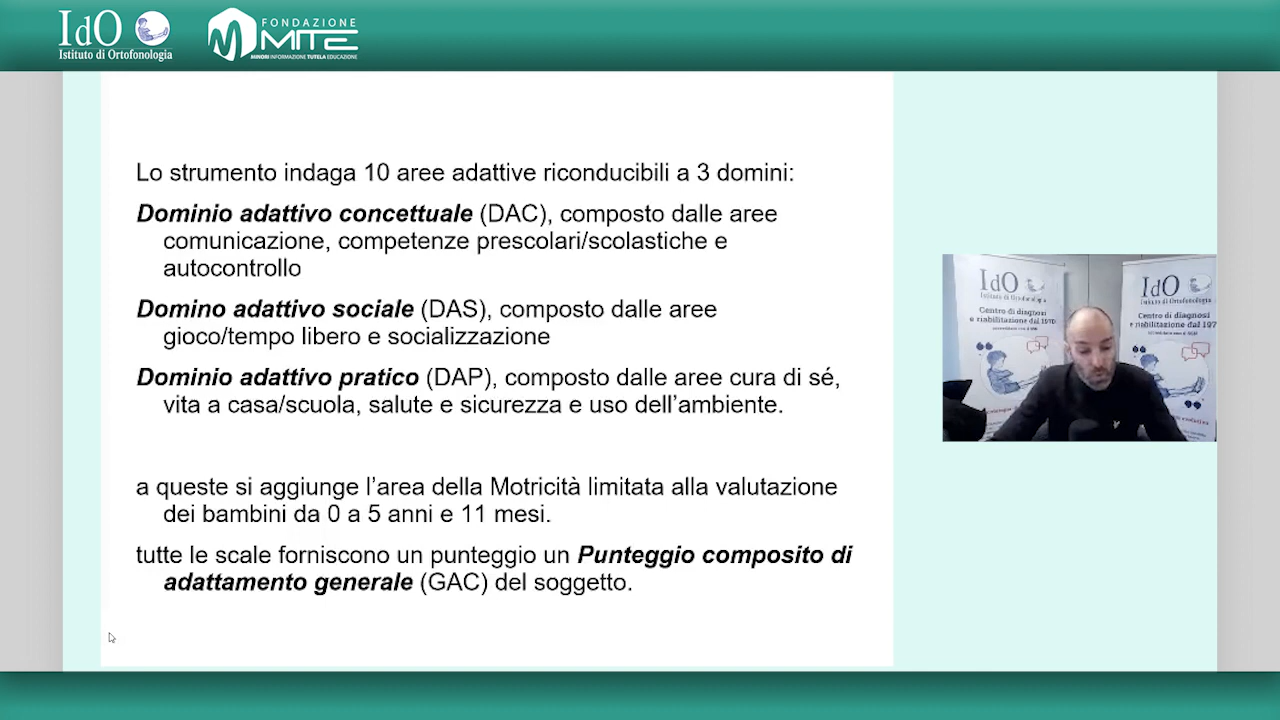 IdO
Istituto di Ortofonologia
FONDAZIONE
MITE
MINORI INFORMAZIONE TUTELA EDUCAZIONE
Lo strumento indaga 10 aree adattive riconducibili a 3 domini:
Dominio adattivo concettuale (DAC), composto dalle aree
comunicazione, competenze prescolari/scolastiche e
autocontrollo
Domino adattivo sociale (DAS), composto dalle aree
gioco/tempo libero e socializzazione
Dominio adattivo pratico (DAP), composto dalle aree cura di sé,
vita a casa/scuola, salute e sicurezza e uso dell’ambiente.
a queste si aggiunge l’area della Motricità limitata alla valutazione
dei bambini da 0 a 5 anni e 11 mesi.
tutte le scale forniscono un punteggio un Punteggio composito di
adattamento generale (GAC) del soggetto.
IdO
Istituto di Ortofonologia
Centro di diagnosi
e riabilitazione dal 1970
IdO
Istituto di Ortofonologia
Centro di diagnosi
e riabilitazione dal 197